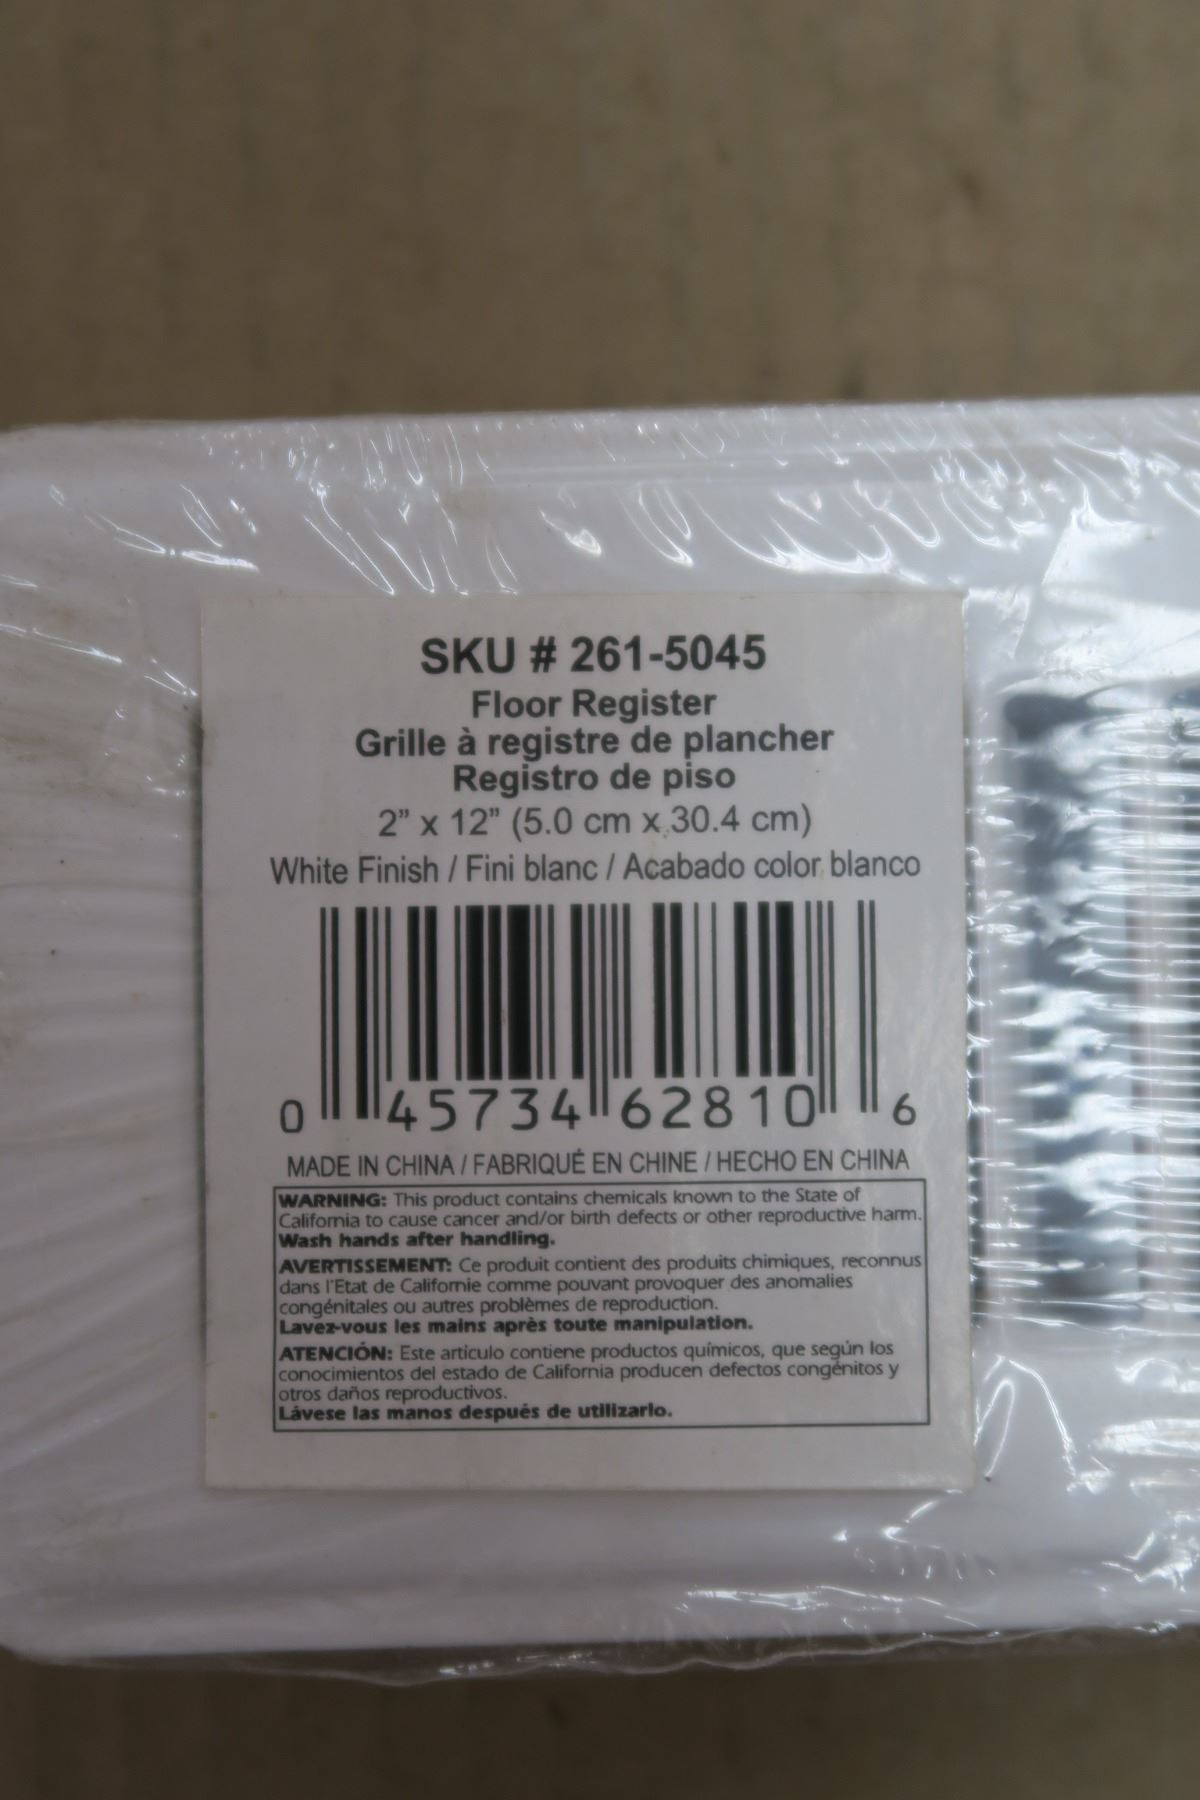 SKU # 261-5045
Floor Register
Grille à registre de plancher
Registro de piso
2” x 12” (5.0 cm x 30.4 cm)
White Finish / Fini blanc / Acabado color blanco
0 45734 62810 6
MADE IN CHINA / FABRIQUÉ EN CHINE / HECHO EN CHINA
WARNING: This product contains chemicals known to the State of
California to cause cancer and/or birth defects or other reproductive harm.
Wash hands after handling.
AVERTISSEMENT: Ce produit contient des produits chimiques, reconnus
dans l'Etat de Californie comme pouvant provoquer des anomalies
congénitales ou autres problèmes de reproduction.
Lavez-vous les mains après toute manipulation.
ATENCIÓN: Este articulo contiene productos químicos, que según los
conocimientos del estado de California producen defectos congénitos y
otros daños reproductivos.
Lávese las manos después de utilizarlo.